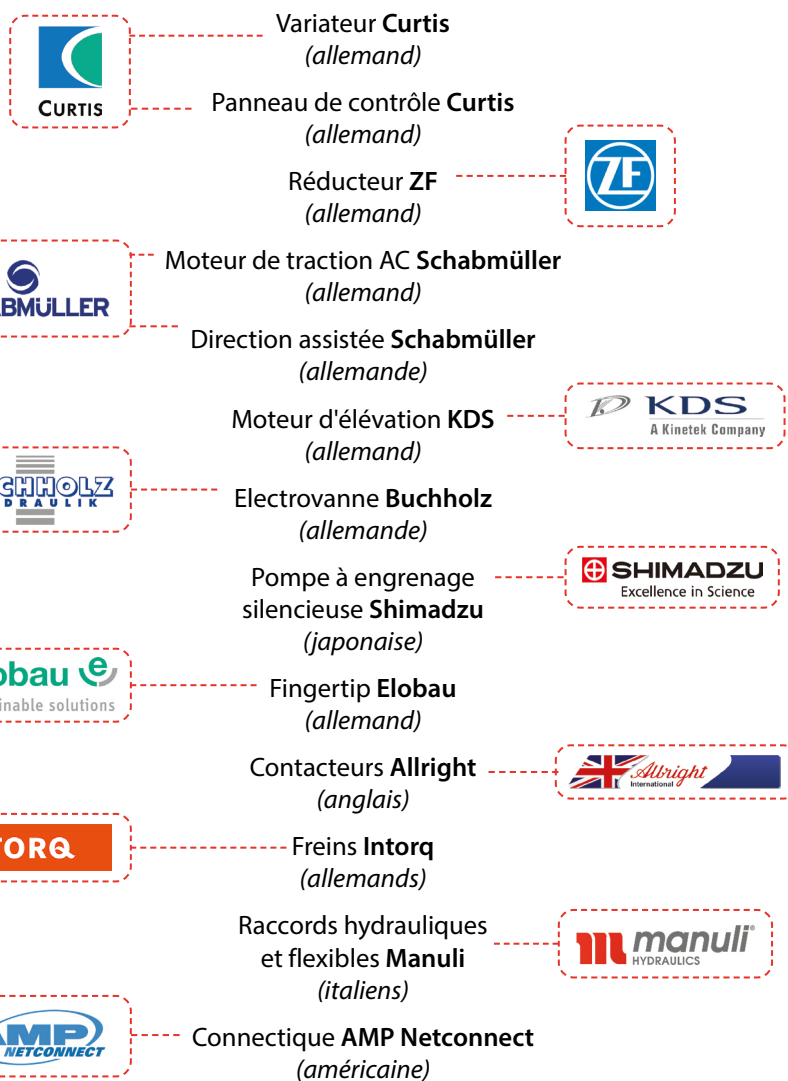 CURTIS
Variateur Curtis
(allemand)
Panneau de contrôle Curtis
(allemand)
Réducteur ZF
(allemand)
ZF
Moteur de traction AC Schabmüller
(allemand)
BMÜLLER
Direction assistée Schabmüller
(allemande)
Moteur d'élévation KDS
(allemand)
KDS
A Kinetek Company
CHHOLZ
DRAULIK
Electrovanne Buchholz
(allemande)
Pompe à engrenage
silencieuse Shimadzu
(japonaise)
SHIMADZU
Excellence in Science
obau e
inable solutions
Fingertip Elobau
(allemand)
Contacteurs Allright
(anglais)
Albright
International
TORQ
Freins Intorq
(allemands)
Raccords hydrauliques
et flexibles Manuli
(italiens)
manuli®
HYDRAULICS
AMP
NETCONNECT
Connectique AMP Netconnect
(américaine)